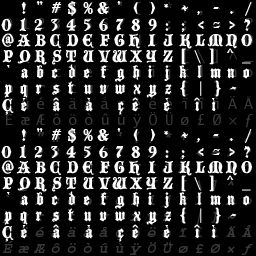 ! " # $ % & ' ( ) * + , - . /
0 1 2 3 4 5 6 7 8 9 : ; < = > ?
@ A B C D E F G H I J K L M N O
P Q R S T U V W X Y Z [ \ ] ^ _
` a b c d e f g h i j k l m n o
p q r s t u v w x y z { | } ~
Ç é â à ç ê è î ì
! " # $ % & ' ( ) * + , - . /
0 1 2 3 4 5 6 7 8 9 : ; < = > ?
@ A B C D E F G H I J K L M N O
P Q R S T U V W X Y Z [ \ ] ^ _
` a b c d e f g h i j k l m n o
p q r s t u v w x y z { | } ~
Ç é â à ç ê è î ì